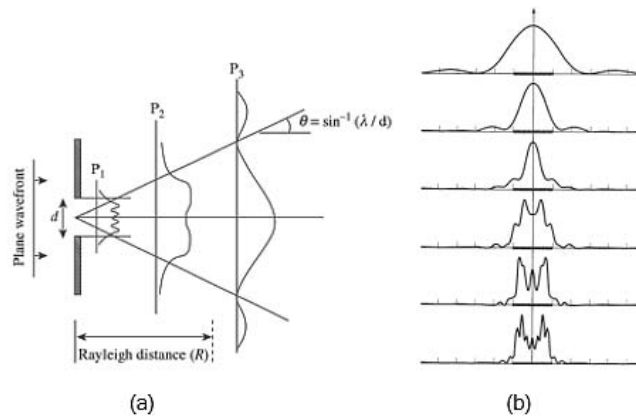 P₃
P₂
θ = sin⁻¹ (λ / d)
P₁
Plane wavefront
d
Rayleigh distance (R)
(a)
(b)